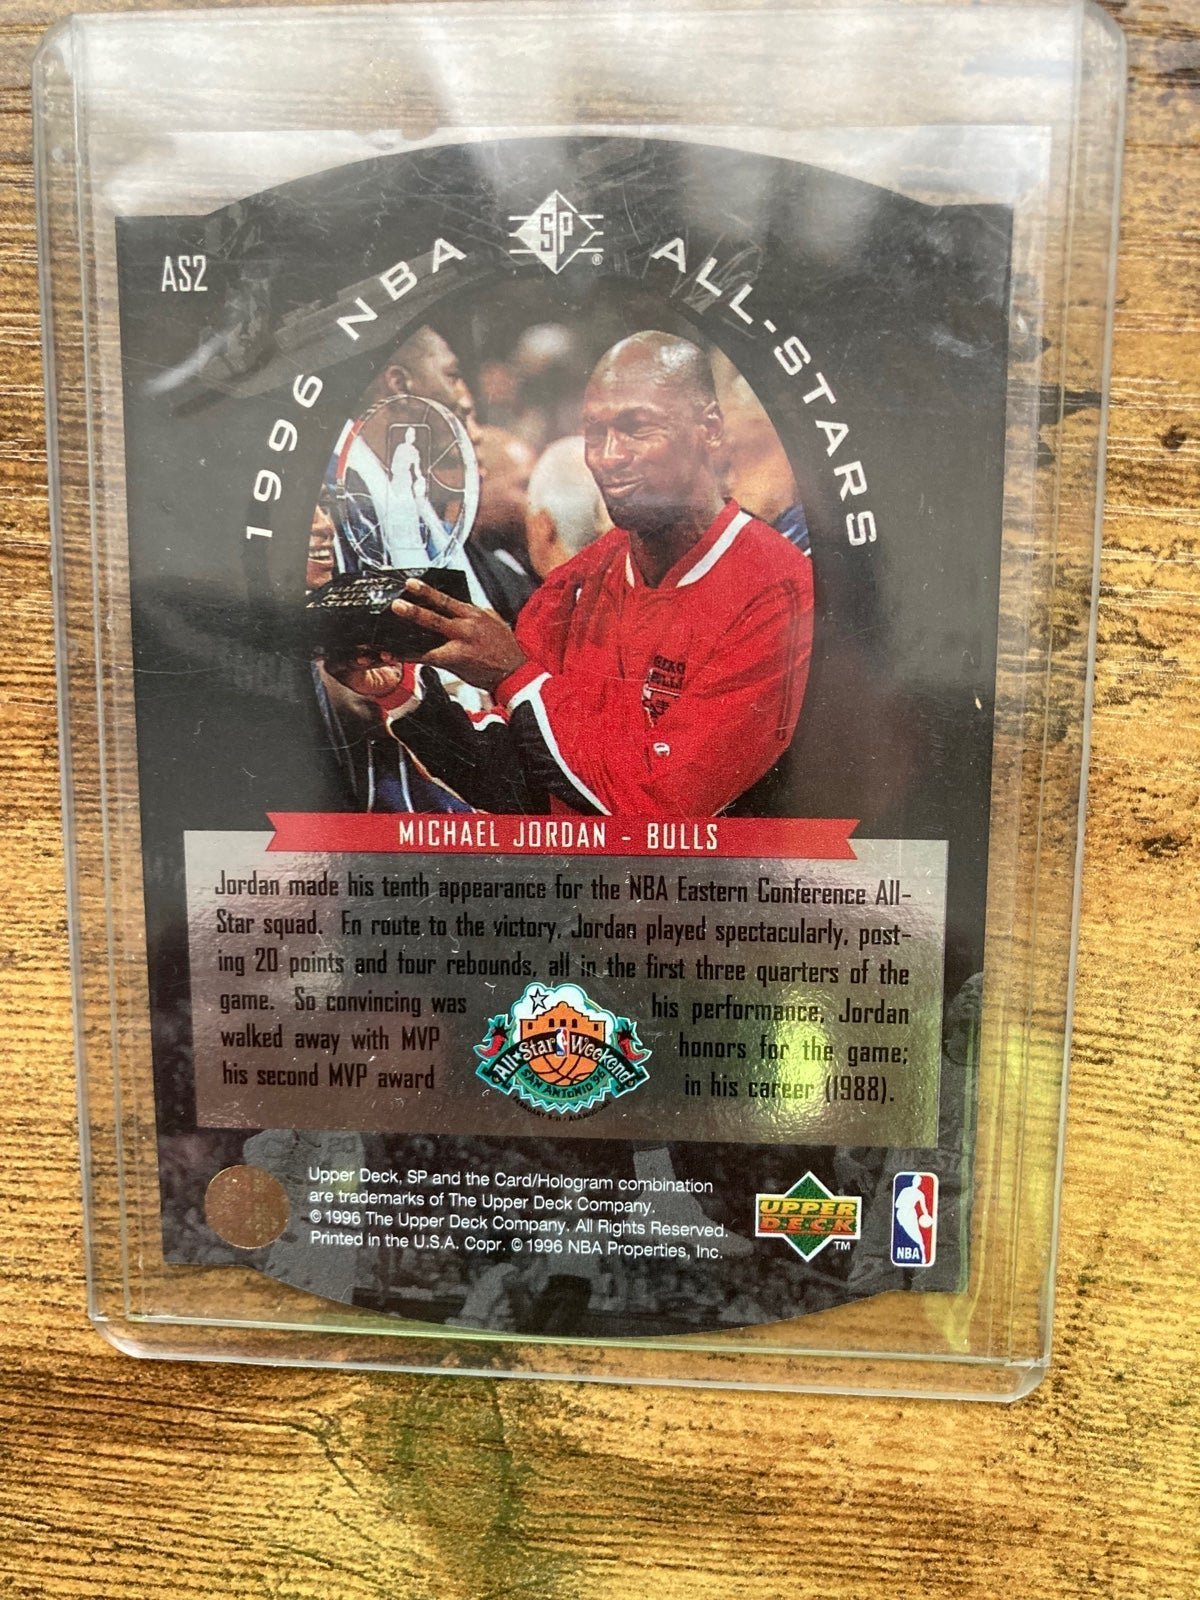 SP
®
AS2
1996 NBA ALL-STARS
CHICAGO
BULLS
MICHAEL JORDAN - BULLS
Jordan made his tenth appearance for the NBA Eastern Conference All-
Star squad. En route to the victory, Jordan played spectacularly, post-
ing 20 points and four rebounds, all in the first three quarters of the
game. So convincing was his performance, Jordan
walked away with MVP honors for the game;
his second MVP award in his career (1988).
All-Star Weekend
SAN ANTONIO 96
Upper Deck, SP and the Card/Hologram combination
are trademarks of The Upper Deck Company.
© 1996 The Upper Deck Company. All Rights Reserved.
Printed in the U.S.A. Copr. © 1996 NBA Properties, Inc.
UPPER
DECK
TM
NBA